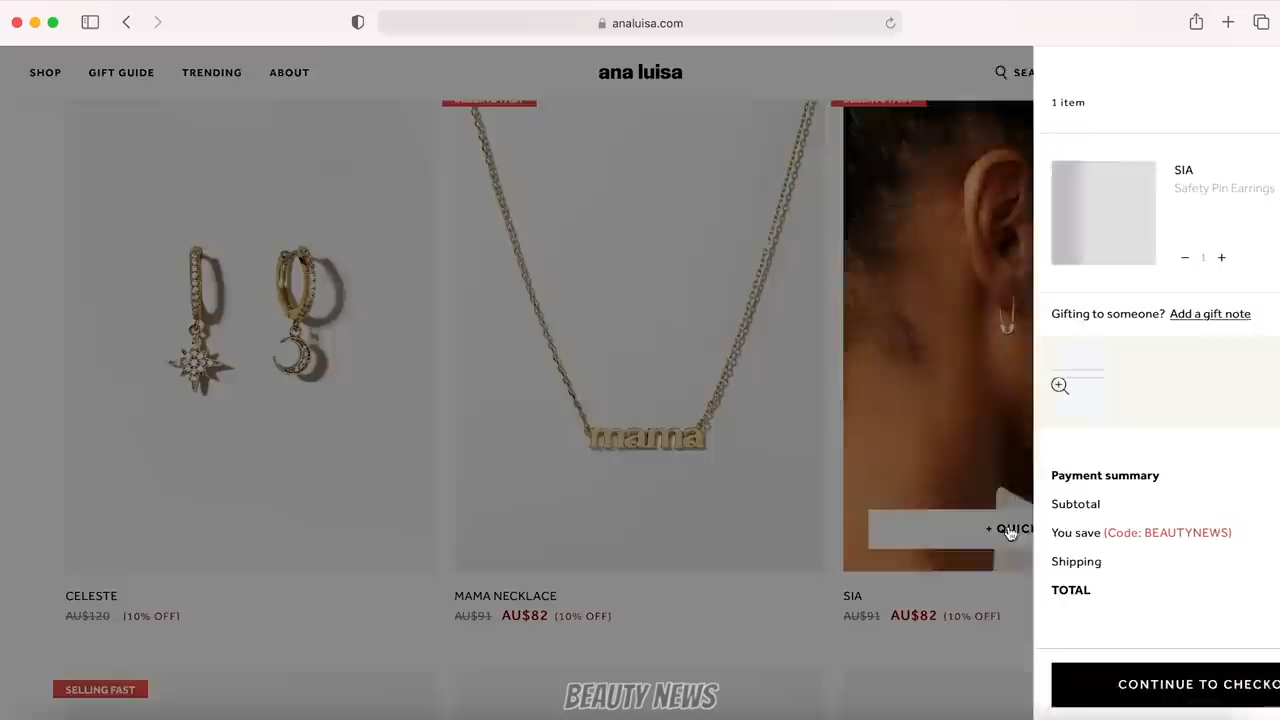 analuisa.com
SHOP GIFT GUIDE TRENDING ABOUT
ana luisa
SEA
1 item
SIA
Safety Pin Earrings
− 1 +
Gifting to someone? Add a gift note
mama
Payment summary
Subtotal
You save (Code: BEAUTYNEWS)
Shipping
TOTAL
+ QUICK
CELESTE
AU$120 (10% OFF)
MAMA NECKLACE
AU$91 AU$82 (10% OFF)
SIA
AU$91 AU$82 (10% OFF)
CONTINUE TO CHECKO
SELLING FAST
BEAUTY NEWS